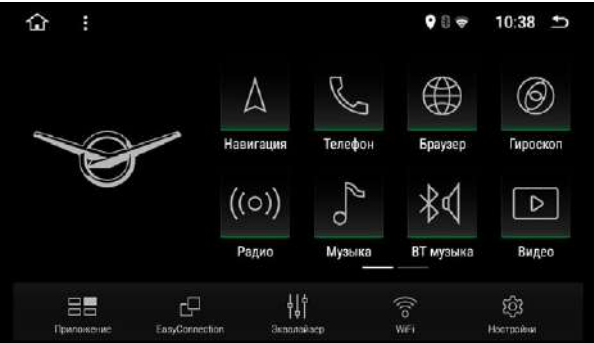 10:38
Навигация Телефон Браузер Гироскоп
Радио Музыка BT музыка Видео
Приложение EasyConnection Эквалайзер WiFi Настройки